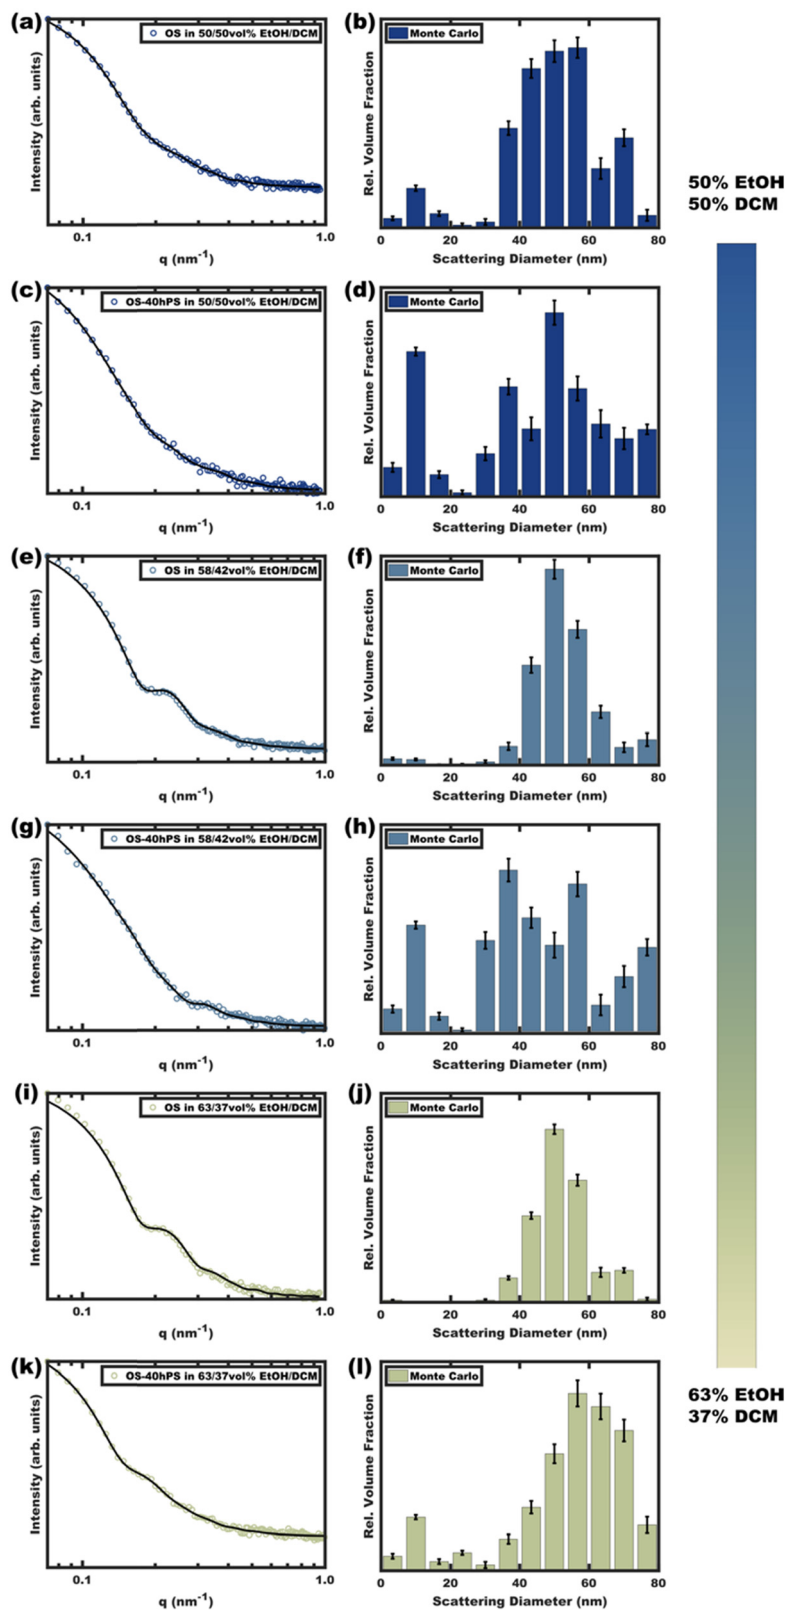 (a)
OS in 50/50vol% EtOH/DCM
Intensity (arb. units)
0.1
1.0
q (nm⁻¹)
(b)
Monte Carlo
Rel. Volume Fraction
0 20 40 60 80
Scattering Diameter (nm)
50% EtOH
50% DCM
(c)
OS-40hPS in 50/50vol% EtOH/DCM
Intensity (arb. units)
0.1
1.0
q (nm⁻¹)
(d)
Monte Carlo
Rel. Volume Fraction
0 20 40 60 80
Scattering Diameter (nm)
(e)
OS in 58/42vol% EtOH/DCM
Intensity (arb. units)
0.1
1.0
q (nm⁻¹)
(f)
Monte Carlo
Rel. Volume Fraction
0 20 40 60 80
Scattering Diameter (nm)
(g)
OS-40hPS in 58/42vol% EtOH/DCM
Intensity (arb. units)
0.1
1.0
q (nm⁻¹)
(h)
Monte Carlo
Rel. Volume Fraction
0 20 40 60 80
Scattering Diameter (nm)
(i)
OS in 63/37vol% EtOH/DCM
Intensity (arb. units)
0.1
1.0
q (nm⁻¹)
(j)
Monte Carlo
Rel. Volume Fraction
0 20 40 60 80
Scattering Diameter (nm)
(k)
OS-40hPS in 63/37vol% EtOH/DCM
Intensity (arb. units)
0.1
1.0
q (nm⁻¹)
(l)
Monte Carlo
Rel. Volume Fraction
0 20 40 60 80
Scattering Diameter (nm)
63% EtOH
37% DCM